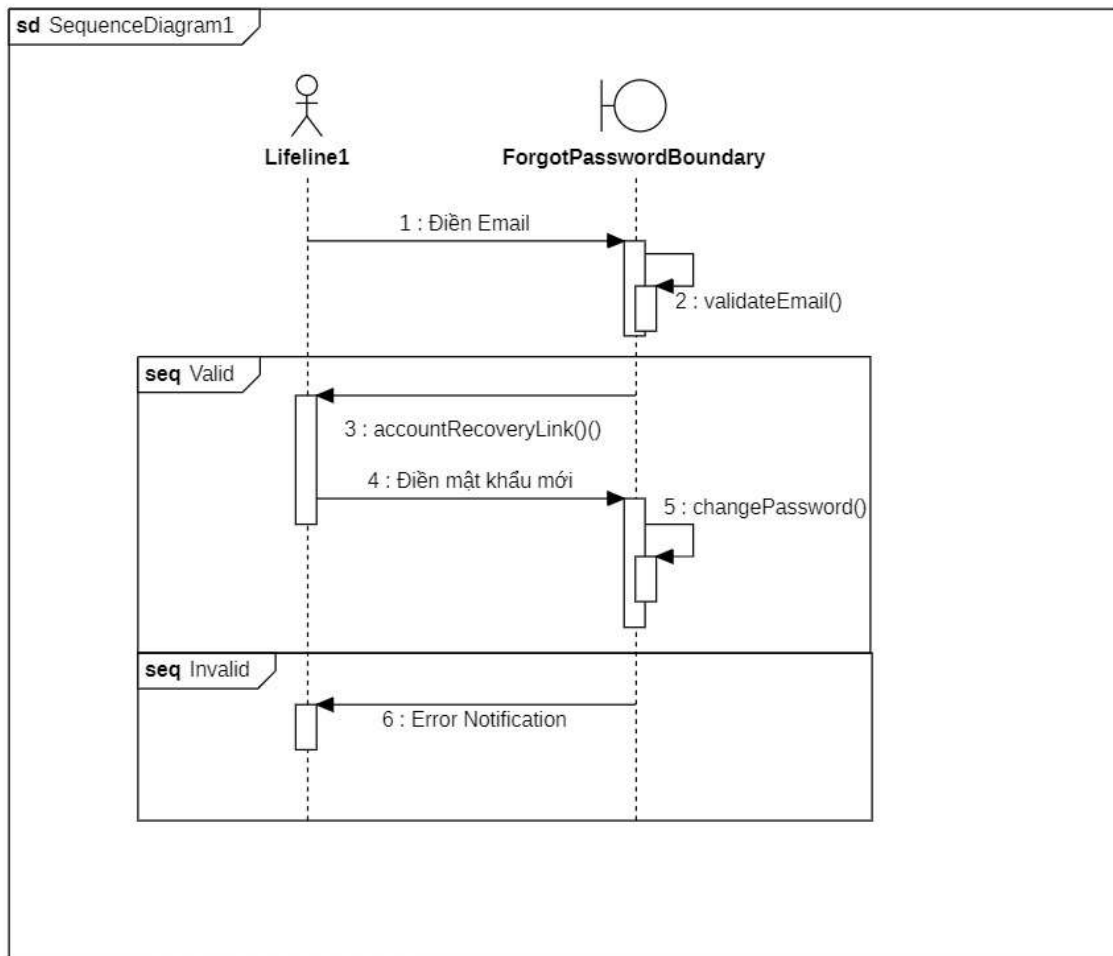 sd SequenceDiagram1
Lifeline1
ForgotPasswordBoundary
1 : Điền Email
2 : validateEmail()
seq Valid
3 : accountRecoveryLink()()
4 : Điền mật khẩu mới
5 : changePassword()
seq Invalid
6 : Error Notification